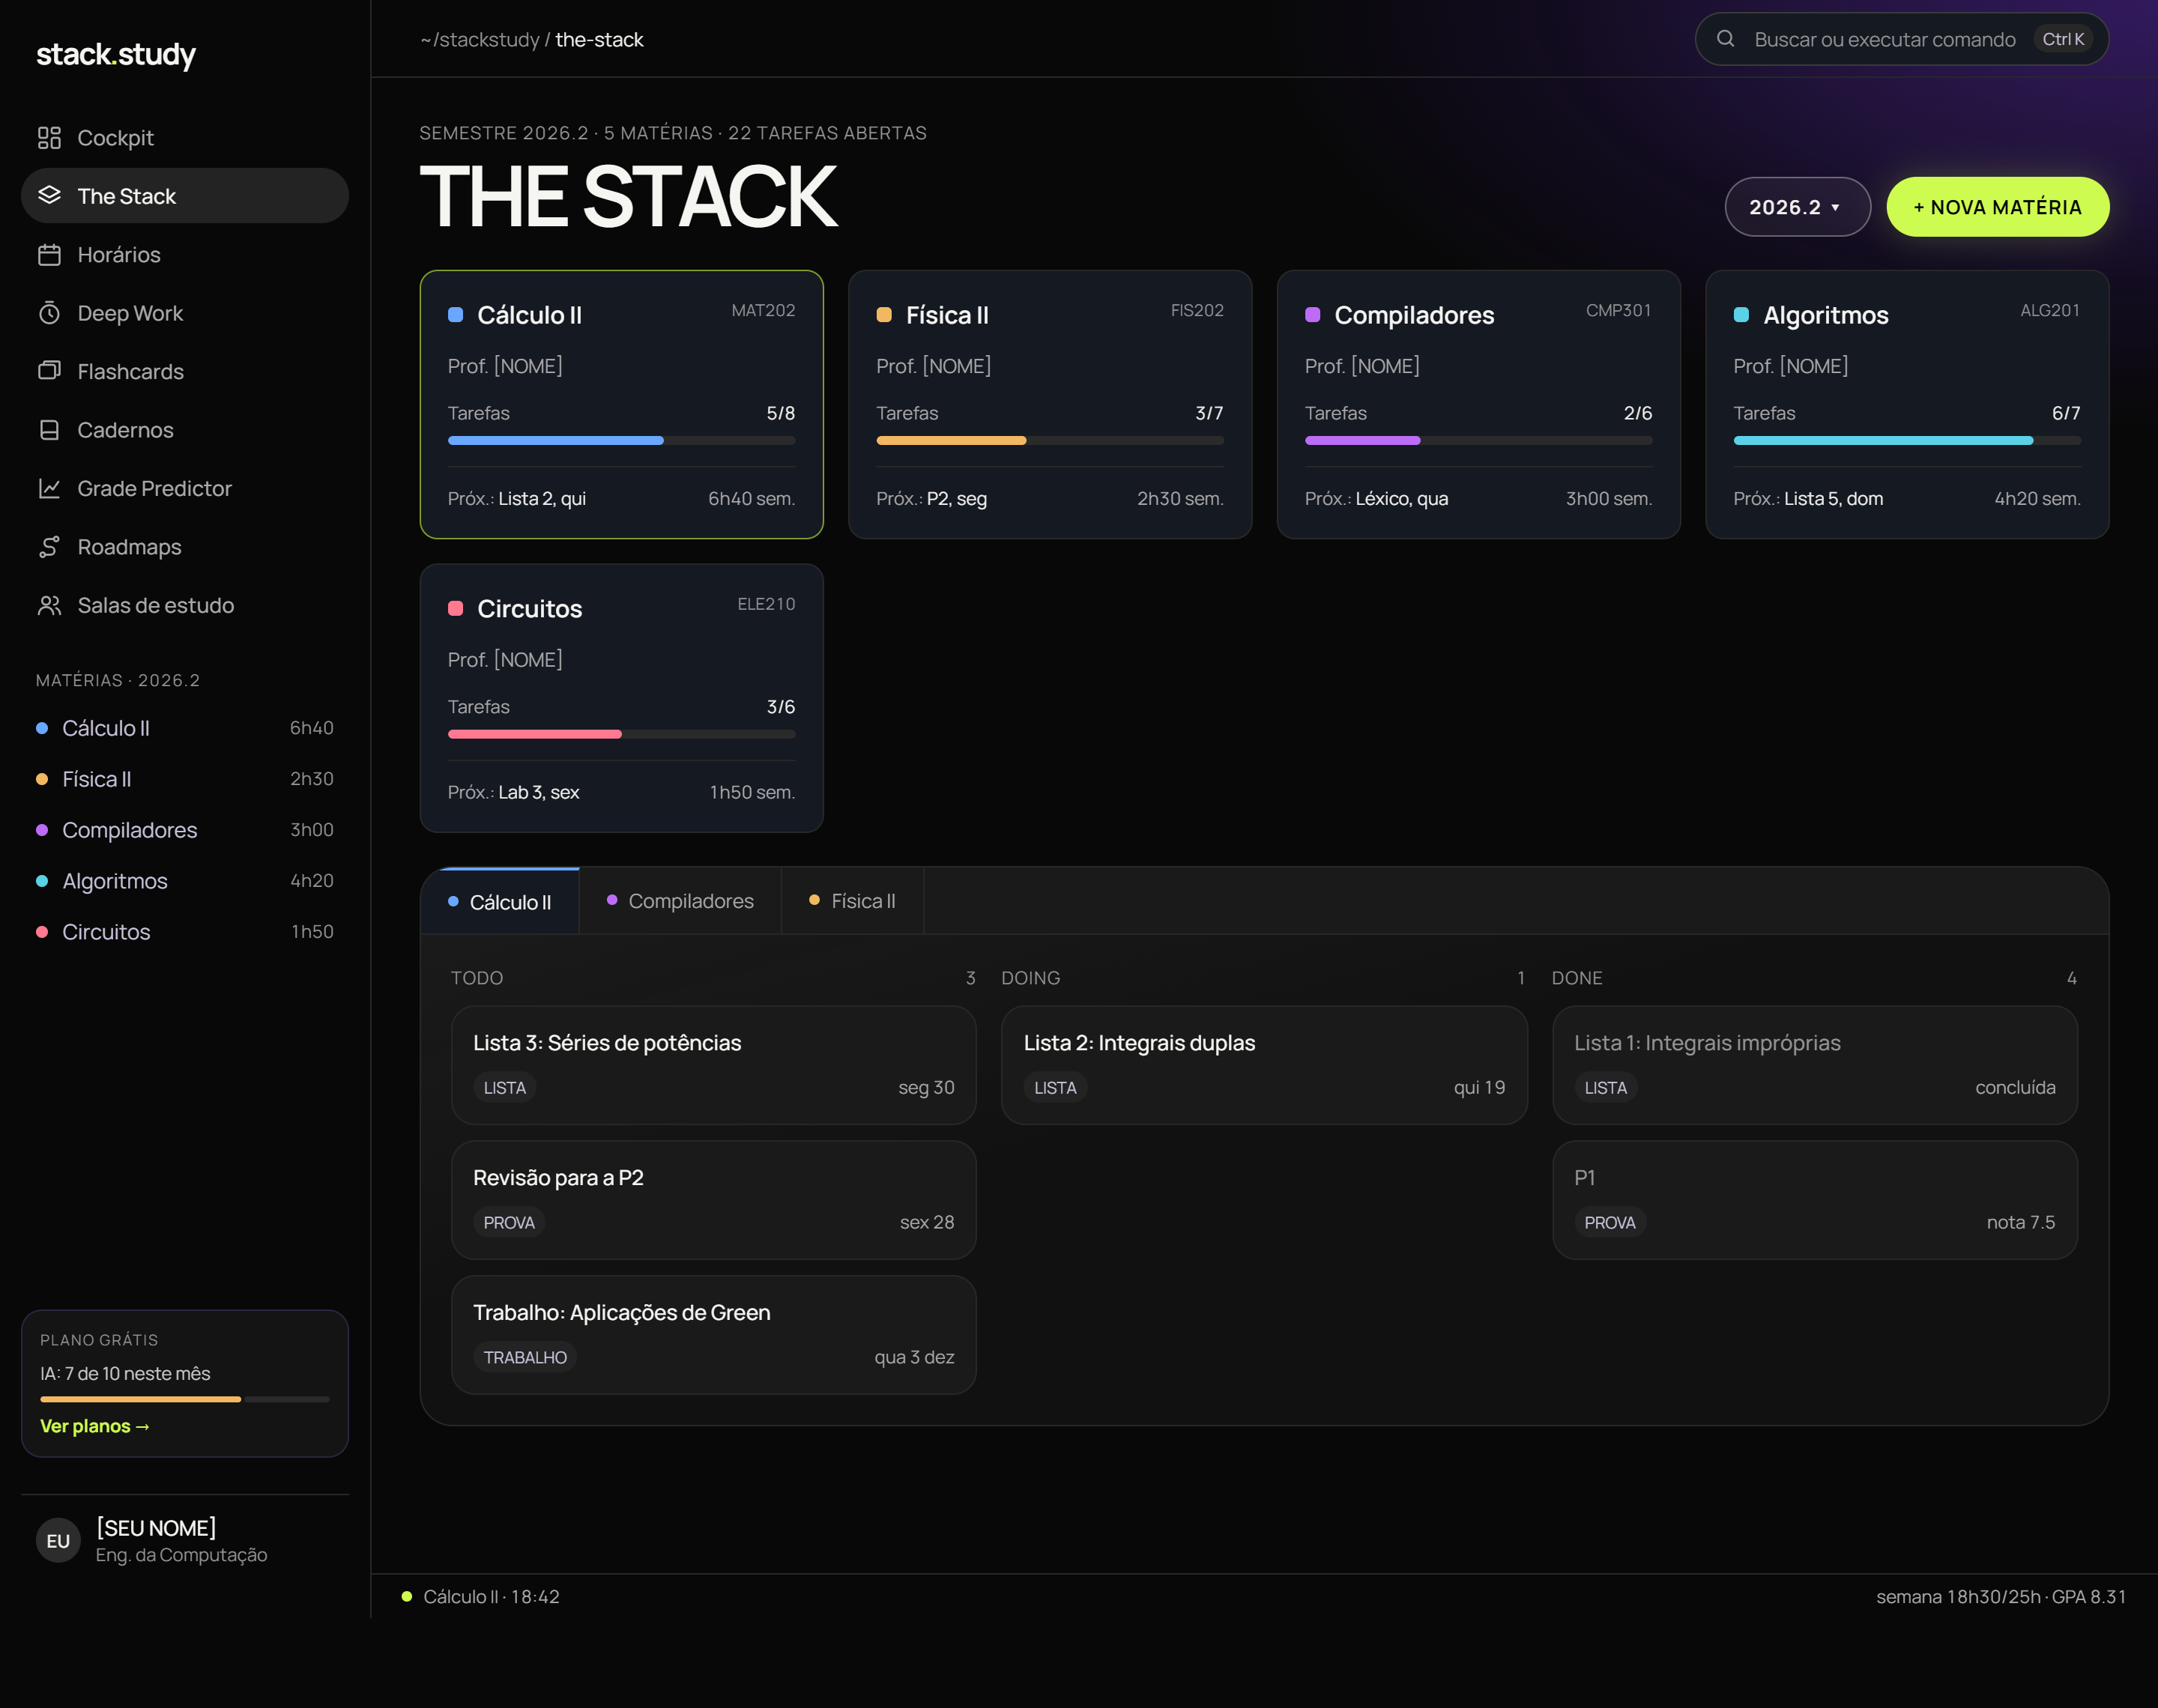 stack.study
Cockpit
The Stack
Horários
Deep Work
Flashcards
Cadernos
Grade Predictor
Roadmaps
Salas de estudo
MATÉRIAS · 2026.2
Cálculo II 6h40
Física II 2h30
Compiladores 3h00
Algoritmos 4h20
Circuitos 1h50
PLANO GRÁTIS
IA: 7 de 10 neste mês
Ver planos →
EU
[SEU NOME]
Eng. da Computação
~/stackstudy / the-stack
Buscar ou executar comando Ctrl K
SEMESTRE 2026.2 · 5 MATÉRIAS · 22 TAREFAS ABERTAS
THE STACK
2026.2 ▾
+ NOVA MATÉRIA
Cálculo II MAT202
Prof. [NOME]
Tarefas 5/8
Próx.: Lista 2, qui 6h40 sem.
Física II FIS202
Prof. [NOME]
Tarefas 3/7
Próx.: P2, seg 2h30 sem.
Compiladores CMP301
Prof. [NOME]
Tarefas 2/6
Próx.: Léxico, qua 3h00 sem.
Algoritmos ALG201
Prof. [NOME]
Tarefas 6/7
Próx.: Lista 5, dom 4h20 sem.
Circuitos ELE210
Prof. [NOME]
Tarefas 3/6
Próx.: Lab 3, sex 1h50 sem.
Cálculo II Compiladores Física II
TODO 3
Lista 3: Séries de potências
LISTA seg 30
Revisão para a P2
PROVA sex 28
Trabalho: Aplicações de Green
TRABALHO qua 3 dez
DOING 1
Lista 2: Integrais duplas
LISTA qui 19
DONE 4
Lista 1: Integrais impróprias
LISTA concluída
P1
PROVA nota 7.5
Cálculo II · 18:42
semana 18h30/25h · GPA 8.31